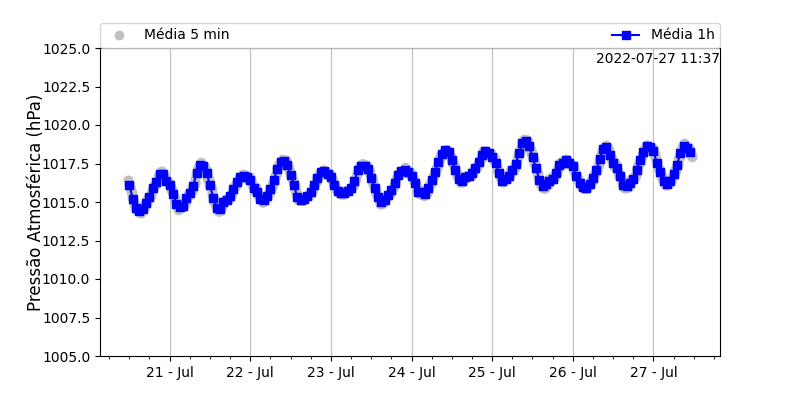 Média 5 min
Média 1h
2022-07-27 11:37
Pressão Atmosférica (hPa)
1025.0
1022.5
1020.0
1017.5
1015.0
1012.5
1010.0
1007.5
1005.0
21 - Jul
22 - Jul
23 - Jul
24 - Jul
25 - Jul
26 - Jul
27 - Jul